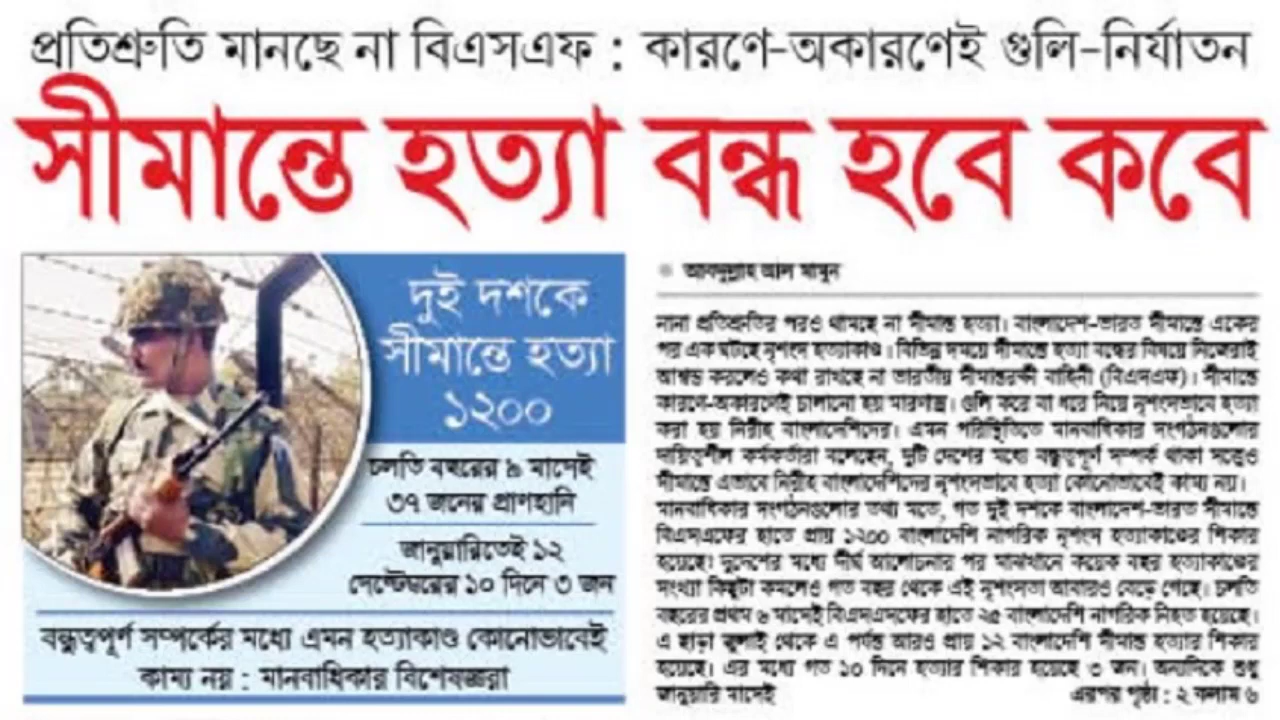 প্রতিশ্রুতি মানছে না বিএসএফ : কারণে-অকারণেই গুলি-নির্যাতন
সীমান্তে হত্যা বন্ধ হবে কবে
দুই দশকে
সীমান্তে হত্যা
১২০০
চলতি বছরের ৯ মাসেই
৩৭ জনের প্রাণহানি
জানুয়ারিতেই ১২
সেপ্টেম্বরের ১০ দিনে ৩ জন
বন্ধুত্বপূর্ণ সম্পর্কের মধ্যে এমন হত্যাকাণ্ড কোনোভাবেই
কাম্য নয় : মানবাধিকার বিশেষজ্ঞরা
আবদুল্লাহ আল মামুন
নানা প্রতিশ্রুতির পরও থামছে না সীমান্ত হত্যা। বাংলাদেশ-ভারত সীমান্তে একের
পর এক ঘটছে নৃশংস হত্যাকাণ্ড। বিভিন্ন সময়ে সীমান্তে হত্যা বন্ধের বিষয়ে নিজেরাই
আশ্বস্ত করলেও কথা রাখছে না ভারতীয় সীমান্তরক্ষী বাহিনী (বিএসএফ)। সীমান্তে
কারণে-অকারণেই চালানো হয় মারণাস্ত্র। গুলি করে বা ধরে নিয়ে নৃশংসভাবে হত্যা
করা হয় নিরীহ বাংলাদেশিদের। এমন পরিস্থিতিতে মানবাধিকার সংগঠনগুলোর
দায়িত্বশীল কর্মকর্তারা বলেছেন, দুটি দেশের মধ্যে বন্ধুত্বপূর্ণ সম্পর্ক থাকা সত্ত্বেও
সীমান্তে এভাবে নিরীহ বাংলাদেশিদের নৃশংসভাবে হত্যা কোনোভাবেই কাম্য নয়।
মানবাধিকার সংগঠনগুলোর তথ্য মতে, গত দুই দশকে বাংলাদেশ-ভারত সীমান্তে
বিএসএফের হাতে প্রায় ১২০০ বাংলাদেশি নাগরিক নৃশংস হত্যাকাণ্ডের শিকার
হয়েছে। দুদেশের মধ্যে দীর্ঘ আলোচনার পর মাঝখানে কয়েক বছর হত্যাকাণ্ডের
সংখ্যা কিছুটা কমলেও গত বছর থেকে এই নৃশংসতা আবারও বেড়ে গেছে। চলতি
বছরের প্রথম ৬ মাসেই বিএসএফের হাতে ২৫ বাংলাদেশি নাগরিক নিহত হয়েছে।
এ ছাড়া জুলাই থেকে এ পর্যন্ত আরও প্রায় ১২ বাংলাদেশি সীমান্ত হত্যার শিকার
হয়েছে। এর মধ্যে গত ১০ দিনে হত্যার শিকার হয়েছে ৩ জন। অন্যদিকে শুধু
জানুয়ারি মাসেই এরপর পৃষ্ঠা : ২ কলাম ৬